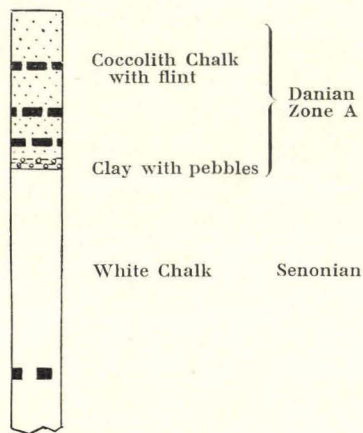 Coccolith Chalk
with flint
Danian
Zone A
Clay with pebbles
White Chalk
Senonian